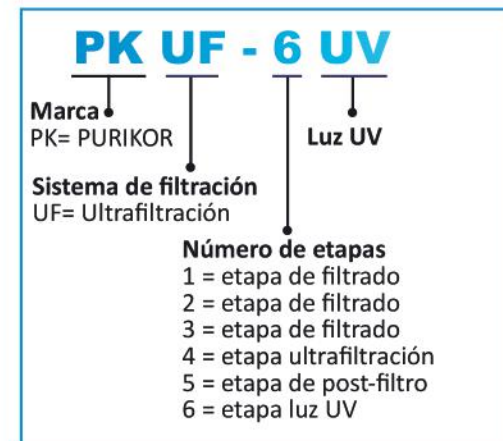 PK UF - 6 UV
Marca
PK= PURIKOR
Luz UV
Sistema de filtración
UF= Ultrafiltración
Número de etapas
1 = etapa de filtrado
2 = etapa de filtrado
3 = etapa de filtrado
4 = etapa ultrafiltración
5 = etapa de post-filtro
6 = etapa luz UV